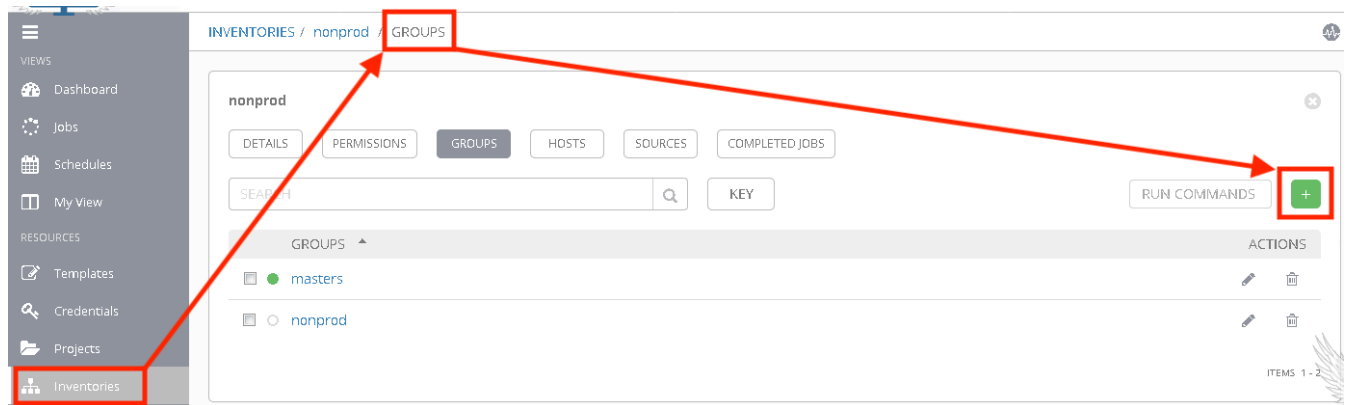 INVENTORIES / nonprod / GROUPS
VIEWS
Dashboard
Jobs
Schedules
My View
RESOURCES
Templates
Credentials
Projects
Inventories
nonprod
DETAILS PERMISSIONS GROUPS HOSTS SOURCES COMPLETED JOBS
SEARCH KEY RUN COMMANDS +
GROUPS ACTIONS
masters
nonprod
ITEMS 1 - 2